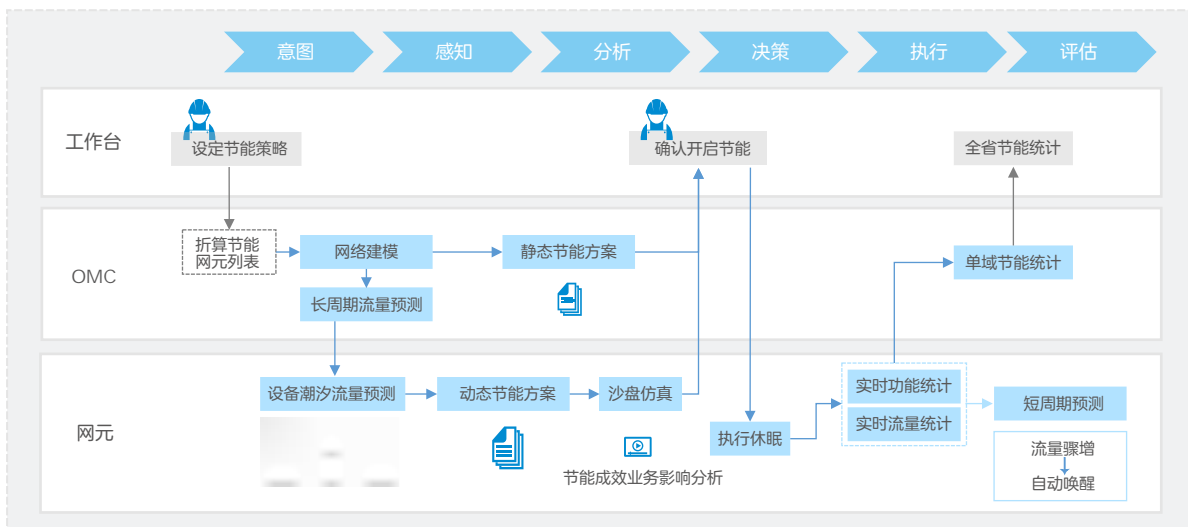 意图
感知
分析
决策
执行
评估
工作台
设定节能策略
确认开启节能
全省节能统计
OMC
折算节能
网元列表
网络建模
静态节能方案
单域节能统计
长周期流量预测
网元
设备潮汐流量预测
动态节能方案
沙盘仿真
节能成效业务影响分析
执行休眠
实时功能统计
实时流量统计
短周期预测
流量骤增
自动唤醒